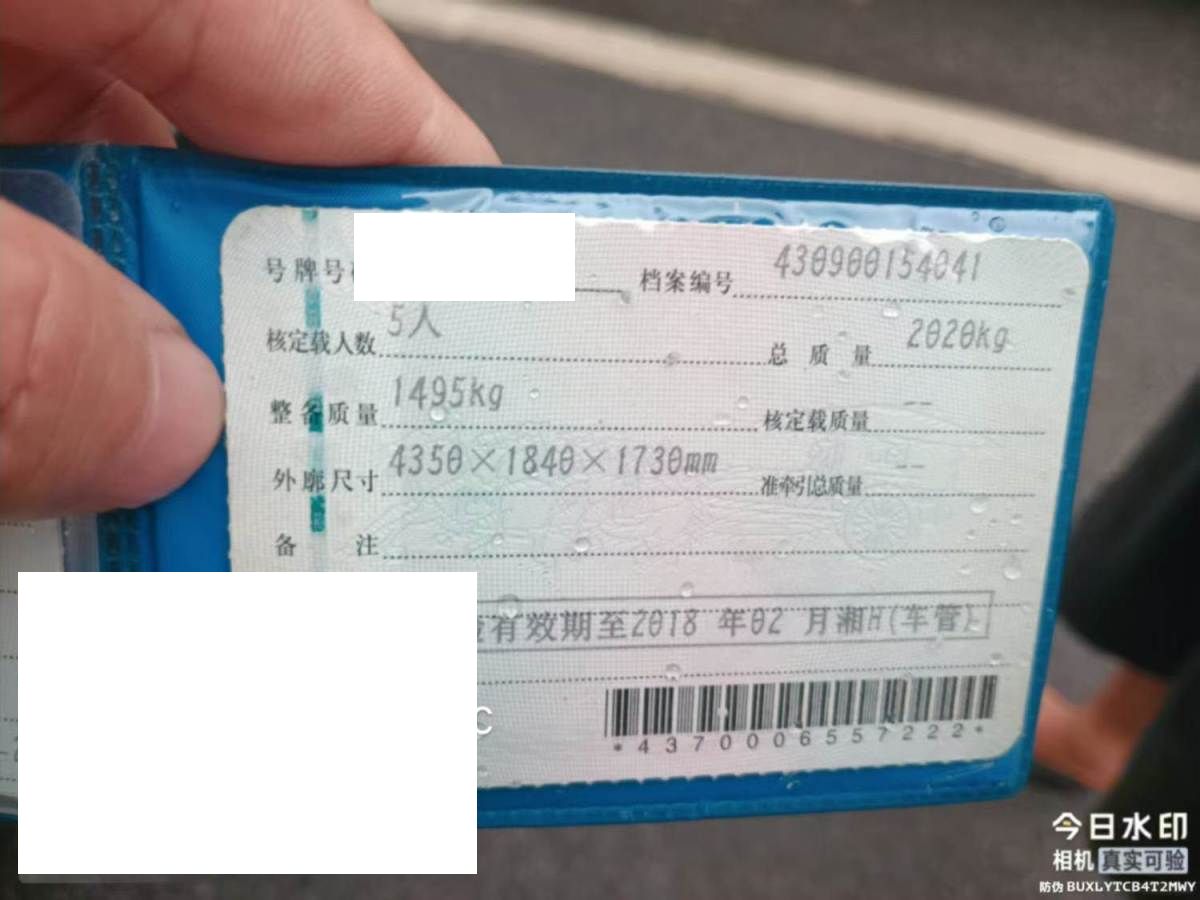 号牌号 档案编号 430900154041
核定载人数 5人 总质量 2020kg
整备质量 1495kg 核定载质量 --
外廓尺寸 4350×1840×1730mm 准牵引总质量 --
备注
有效期至2018 年02 月湘H(车管)
C
*4370006557222*
今日水印
相机 真实可验
防伪 BUXLYTCB4T2MWY